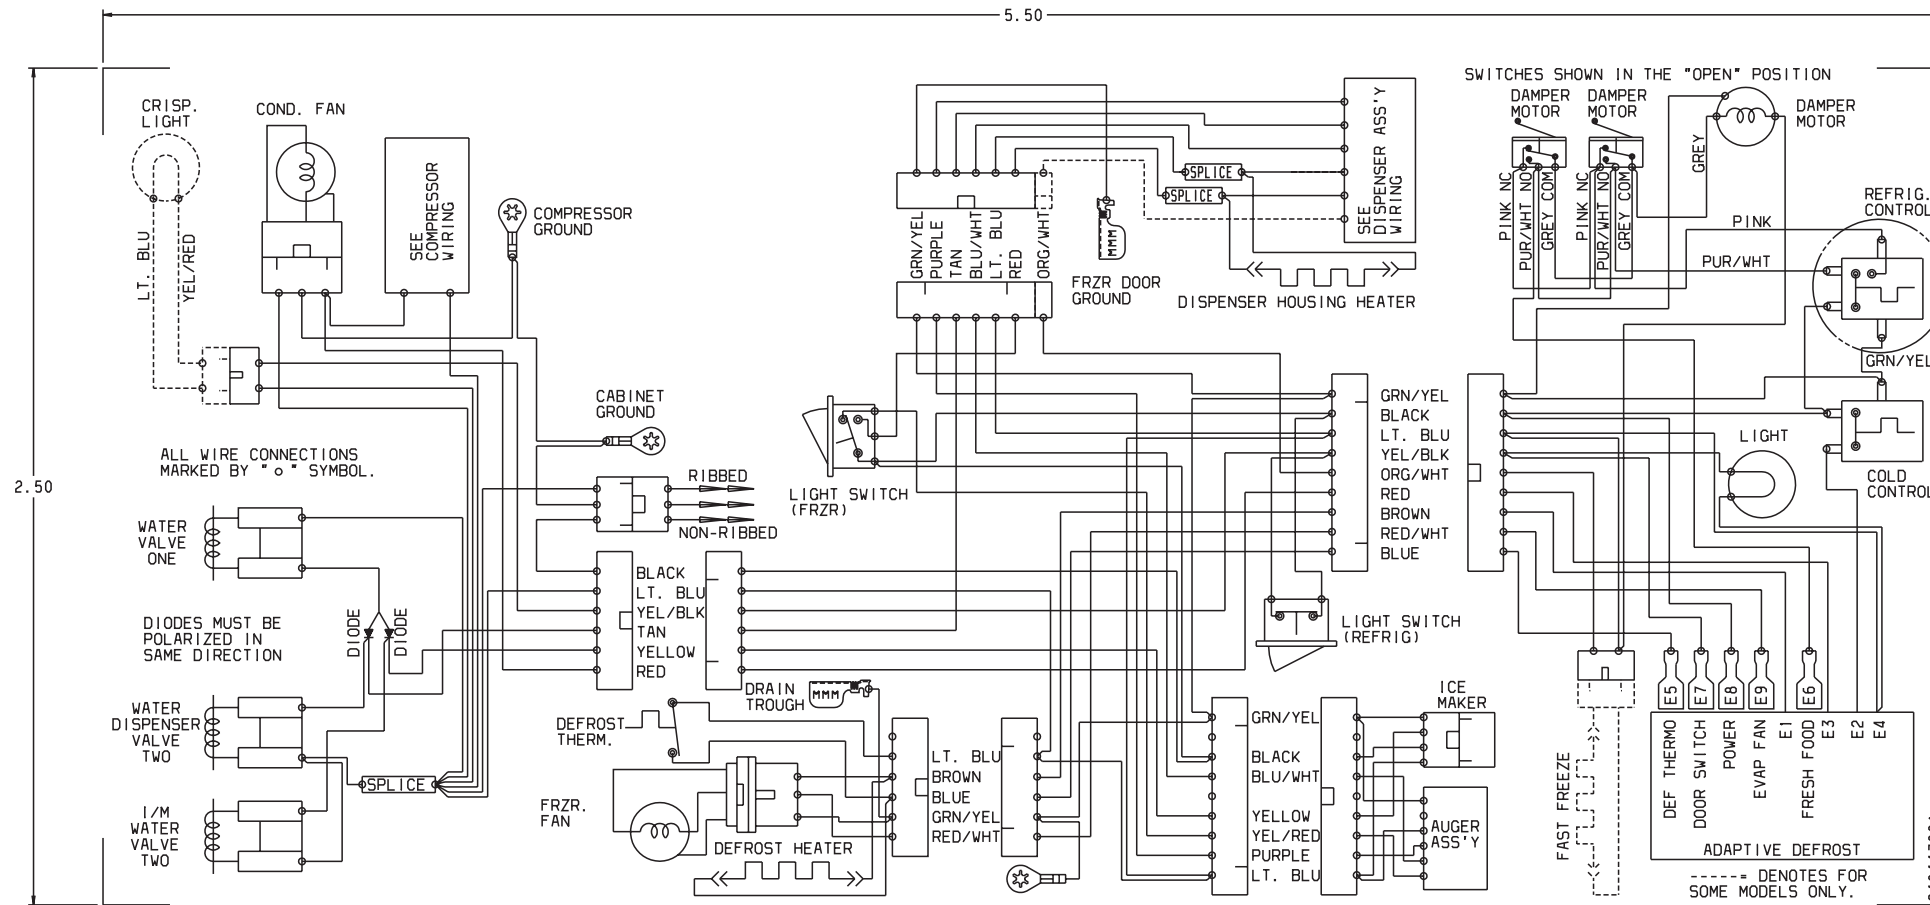 5.50
2.50
SWITCHES SHOWN IN THE "OPEN" POSITION
CRISP.
LIGHT
COND. FAN
LT. BLU
YEL/RED
SEE
COMPRESSOR
WIRING
COMPRESSOR
GROUND
GRN/YEL
PURPLE
TAN
BLU/WHT
LT. BLU
RED
ORG/WHT
FRZR DOOR
GROUND
SPLICE
SPLICE
SEE
DISPENSER ASS'Y
WIRING
DISPENSER HOUSING HEATER
DAMPER
MOTOR
DAMPER
MOTOR
DAMPER
MOTOR
PINK NC
PUR/WHT NO
GREY COM
PINK NC
PUR/WHT NO
GREY COM
GREY
PINK
PUR/WHT
REFRIG.
CONTROL
GRN/YEL
COLD
CONTROL
LIGHT
ALL WIRE CONNECTIONS
MARKED BY " o " SYMBOL.
CABINET
GROUND
RIBBED
NON-RIBBED
LIGHT SWITCH
(FRZR)
GRN/YEL
BLACK
LT. BLU
YEL/BLK
ORG/WHT
RED
BROWN
RED/WHT
BLUE
WATER
VALVE
ONE
DIODES MUST BE
POLARIZED IN
SAME DIRECTION
DIODE
DIODE
BLACK
LT. BLU
YEL/BLK
TAN
YELLOW
RED
LIGHT SWITCH
(REFRIG)
WATER
DISPENSER
VALVE
TWO
SPLICE
I/M
WATER
VALVE
TWO
DEFROST
THERM.
DRAIN
TROUGH
MMM
MMM
FRZR.
FAN
DEFROST HEATER
LT. BLU
BROWN
BLUE
GRN/YEL
RED/WHT
GRN/YEL
BLACK
BLU/WHT
YELLOW
YEL/RED
PURPLE
LT. BLU
ICE
MAKER
AUGER
ASS'Y
FAST FREEZE
E5
E7
E8
E9
E6
DEF THERMO
DOOR SWITCH
POWER
EVAP FAN
E1
FRESH FOOD
E3
E2
E4
ADAPTIVE DEFROST
------= DENOTES FOR
SOME MODELS ONLY.